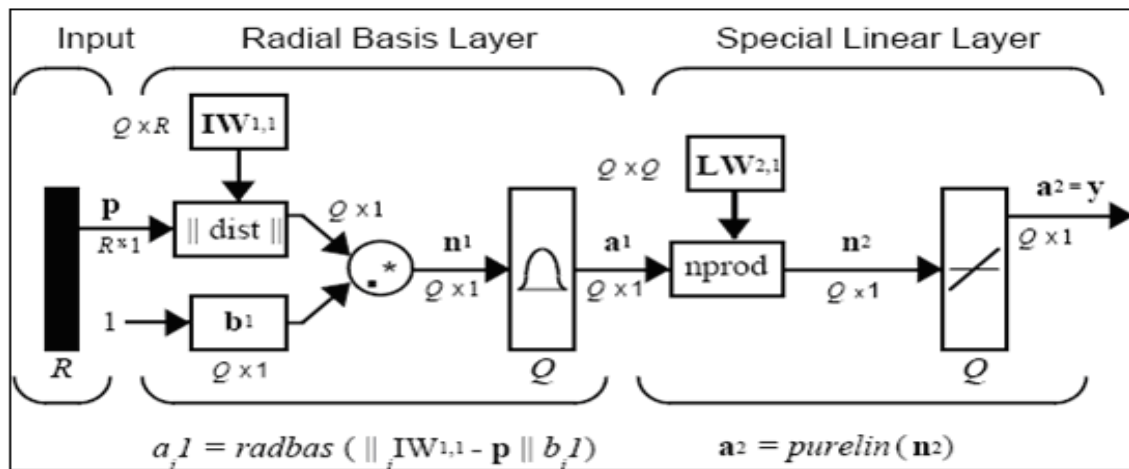 Input Radial Basis Layer Special Linear Layer
Q × R IW1,1
Q × Q LW2,1
p
R × 1
|| dist ||
Q × 1
.*
n1
Q × 1
a1
Q × 1
nprod
n2
Q × 1
a2 = y
Q × 1
1 b1
Q × 1
R Q Q
aᵢ1 = radbas ( || ᵢIW1,1 - p || bᵢ1) a2 = purelin (n2)